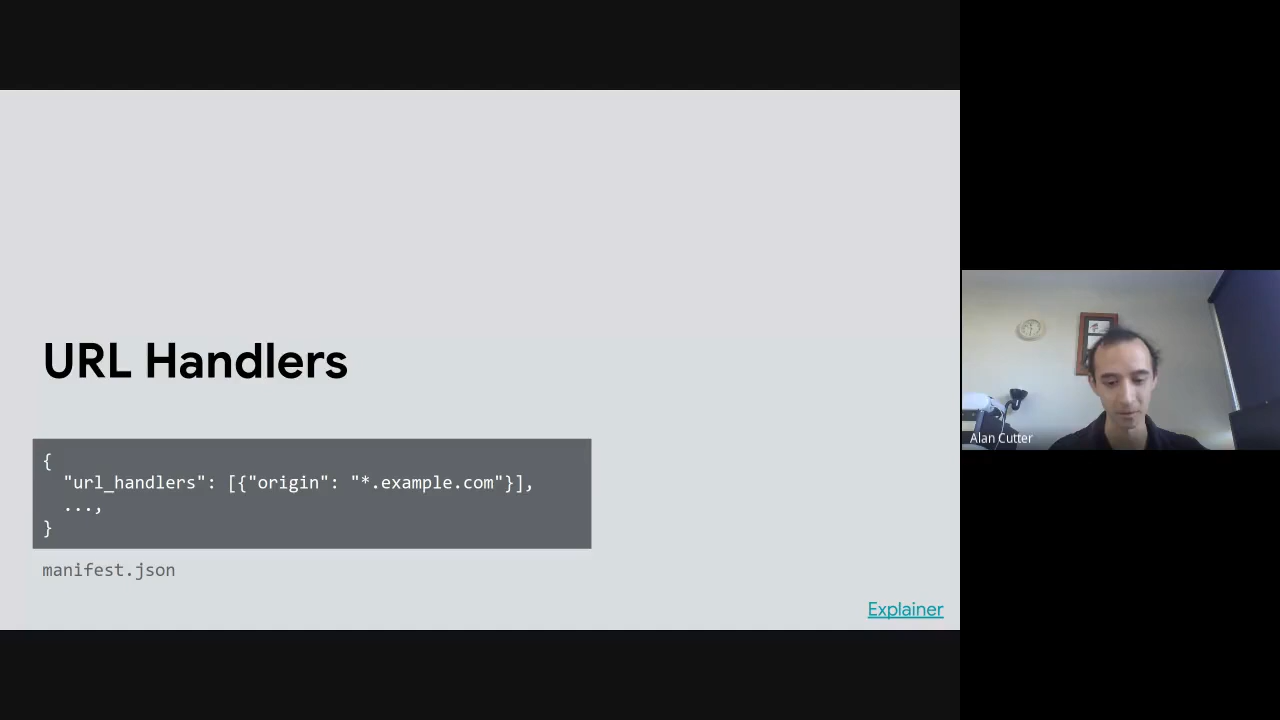 URL Handlers
{
  "url_handlers": [{"origin": "*.example.com"}],
  ...,
}
manifest.json
Explainer
Alan Cutter